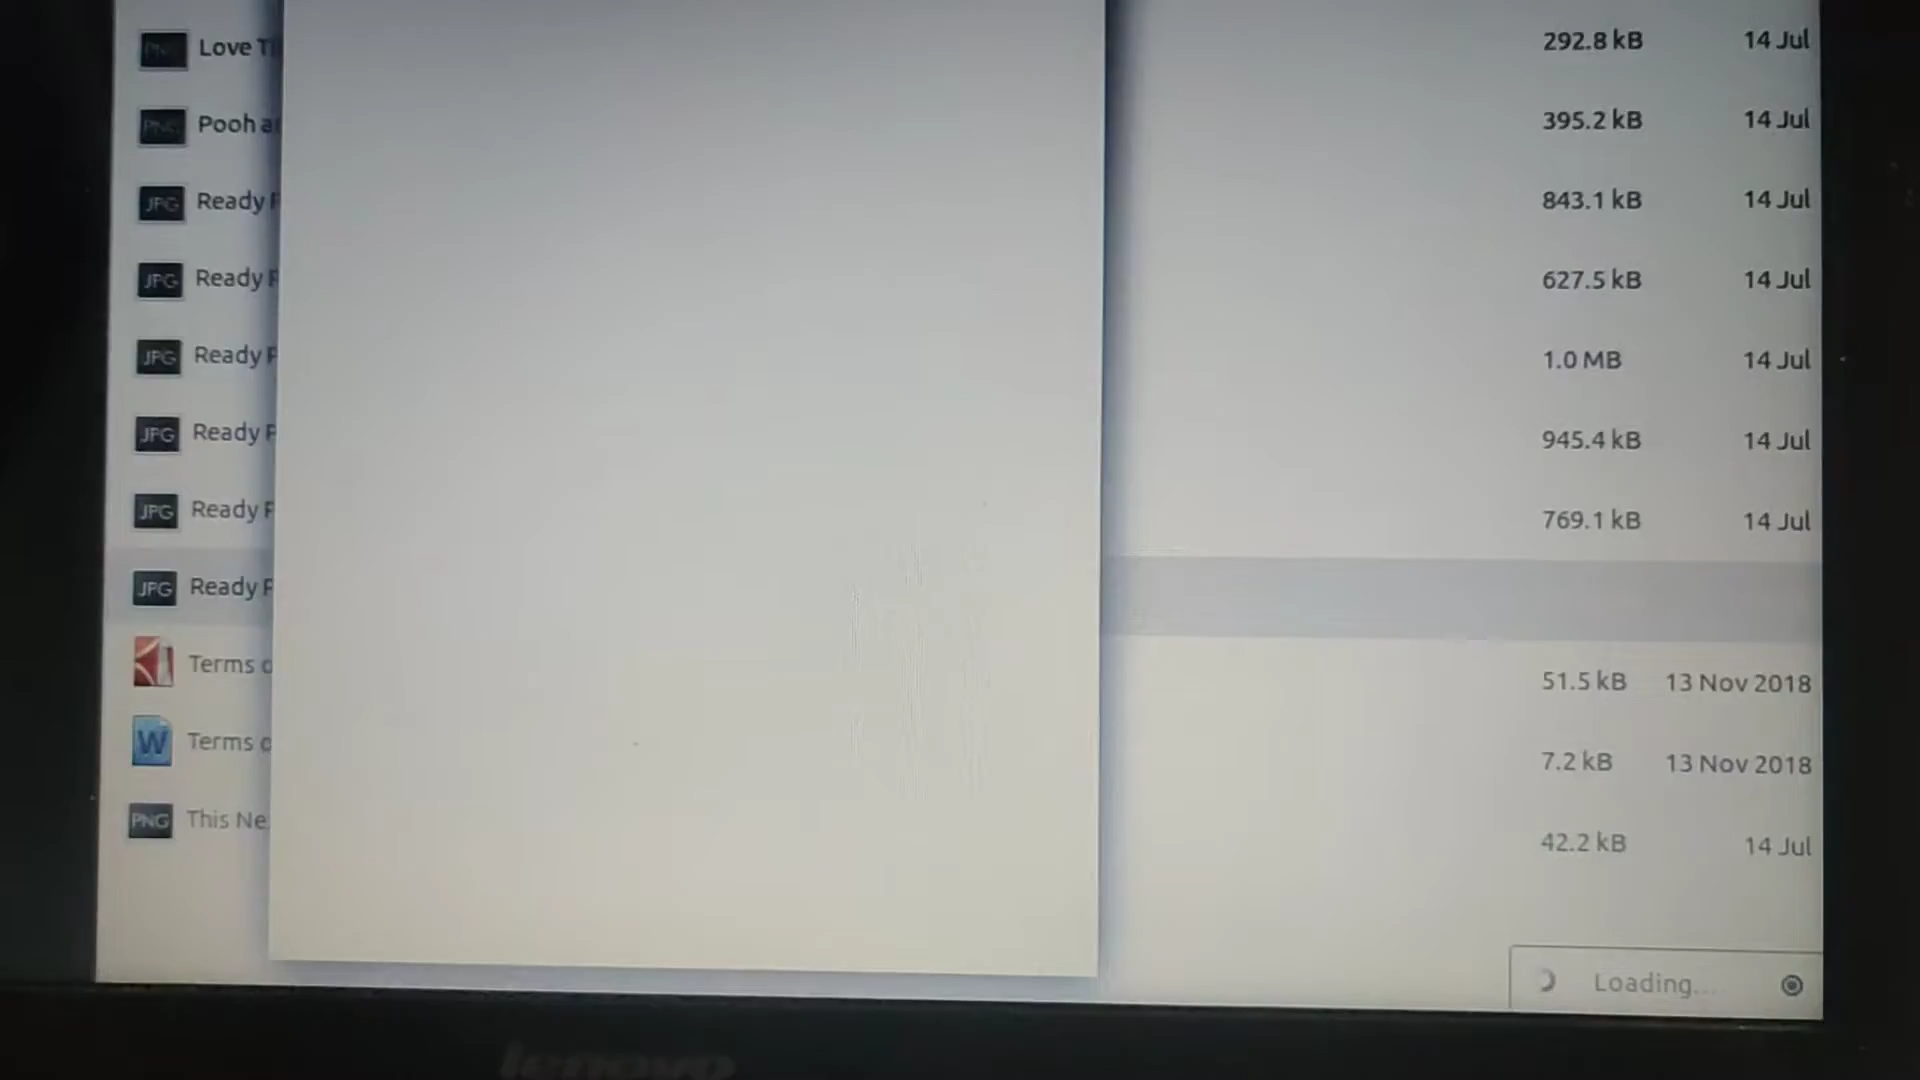 PNG Love T 292.8 kB 14 Jul
PNG Pooh a 395.2 kB 14 Jul
JPG Ready 843.1 kB 14 Jul
JPG Ready 627.5 kB 14 Jul
JPG Ready 1.0 MB 14 Jul
JPG Ready 945.4 kB 14 Jul
JPG Ready 769.1 kB 14 Jul
JPG Ready
Terms 51.5 kB 13 Nov 2018
W Terms 7.2 kB 13 Nov 2018
PNG This Ne 42.2 kB 14 Jul
Loading...
lenovo